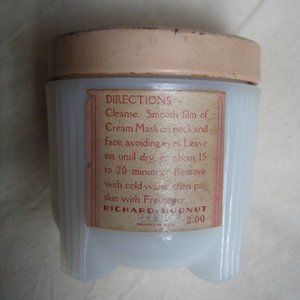 DIRECTIONS
Cleanse. Smooth film of
Cream Mask on neck and
face, avoiding eyes. Leave
on until dry, or about 15
to 20 minutes. Remove
with cold water, then pat
skin with Freshener.
RICHARD HUDNUT
2.00